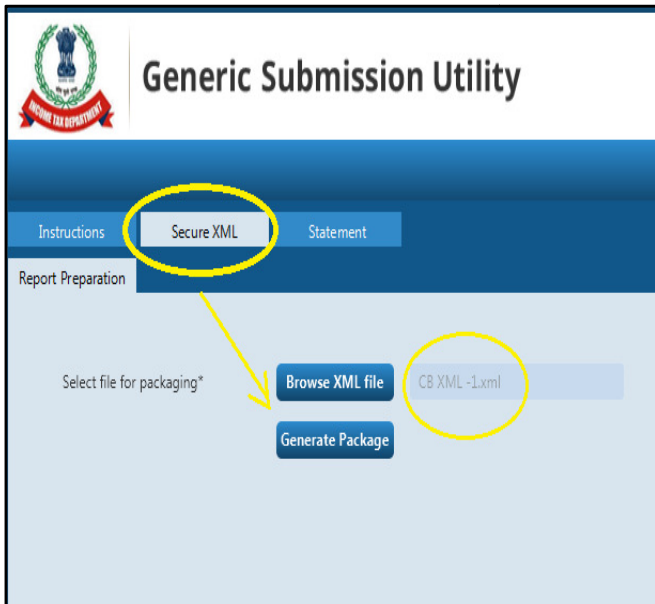 INCOME TAX DEPARTMENT
Generic Submission Utility
Instructions Secure XML Statement
Report Preparation
Select file for packaging* Browse XML file CB XML -1.xml
Generate Package